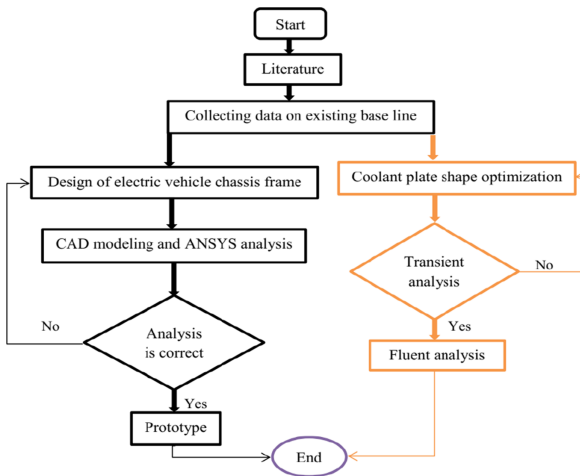 Start
Literature
Collecting data on existing base line
Design of electric vehicle chassis frame
Coolant plate shape optimization
CAD modeling and ANSYS analysis
Transient
analysis
No
Yes
Fluent analysis
No
Analysis
is correct
Yes
Prototype
End